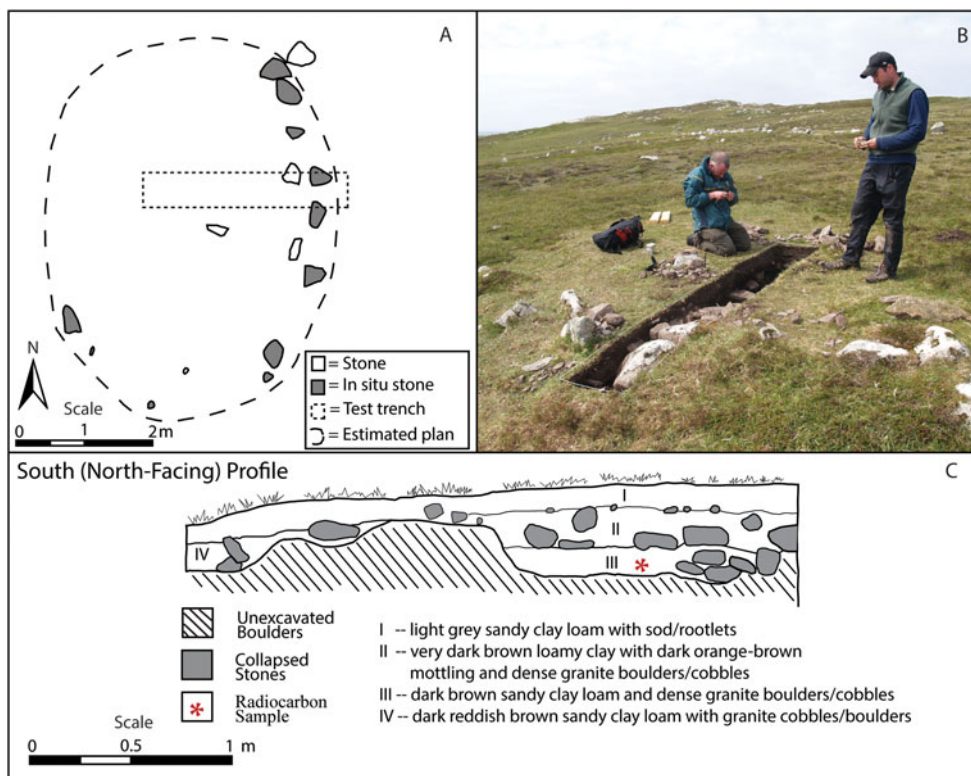 A
= Stone
= In situ stone
= Test trench
= Estimated plan
N
Scale
0 1 2 m
B
South (North-Facing) Profile
C
I
II
III
IV
Unexcavated
Boulders
Collapsed
Stones
Radiocarbon
Sample
I -- light grey sandy clay loam with sod/rootlets
II -- very dark brown loamy clay with dark orange-brown
mottling and dense granite boulders/cobbles
III -- dark brown sandy clay loam and dense granite boulders/cobbles
IV -- dark reddish brown sandy clay loam with granite cobbles/boulders
Scale
0 0.5 1 m